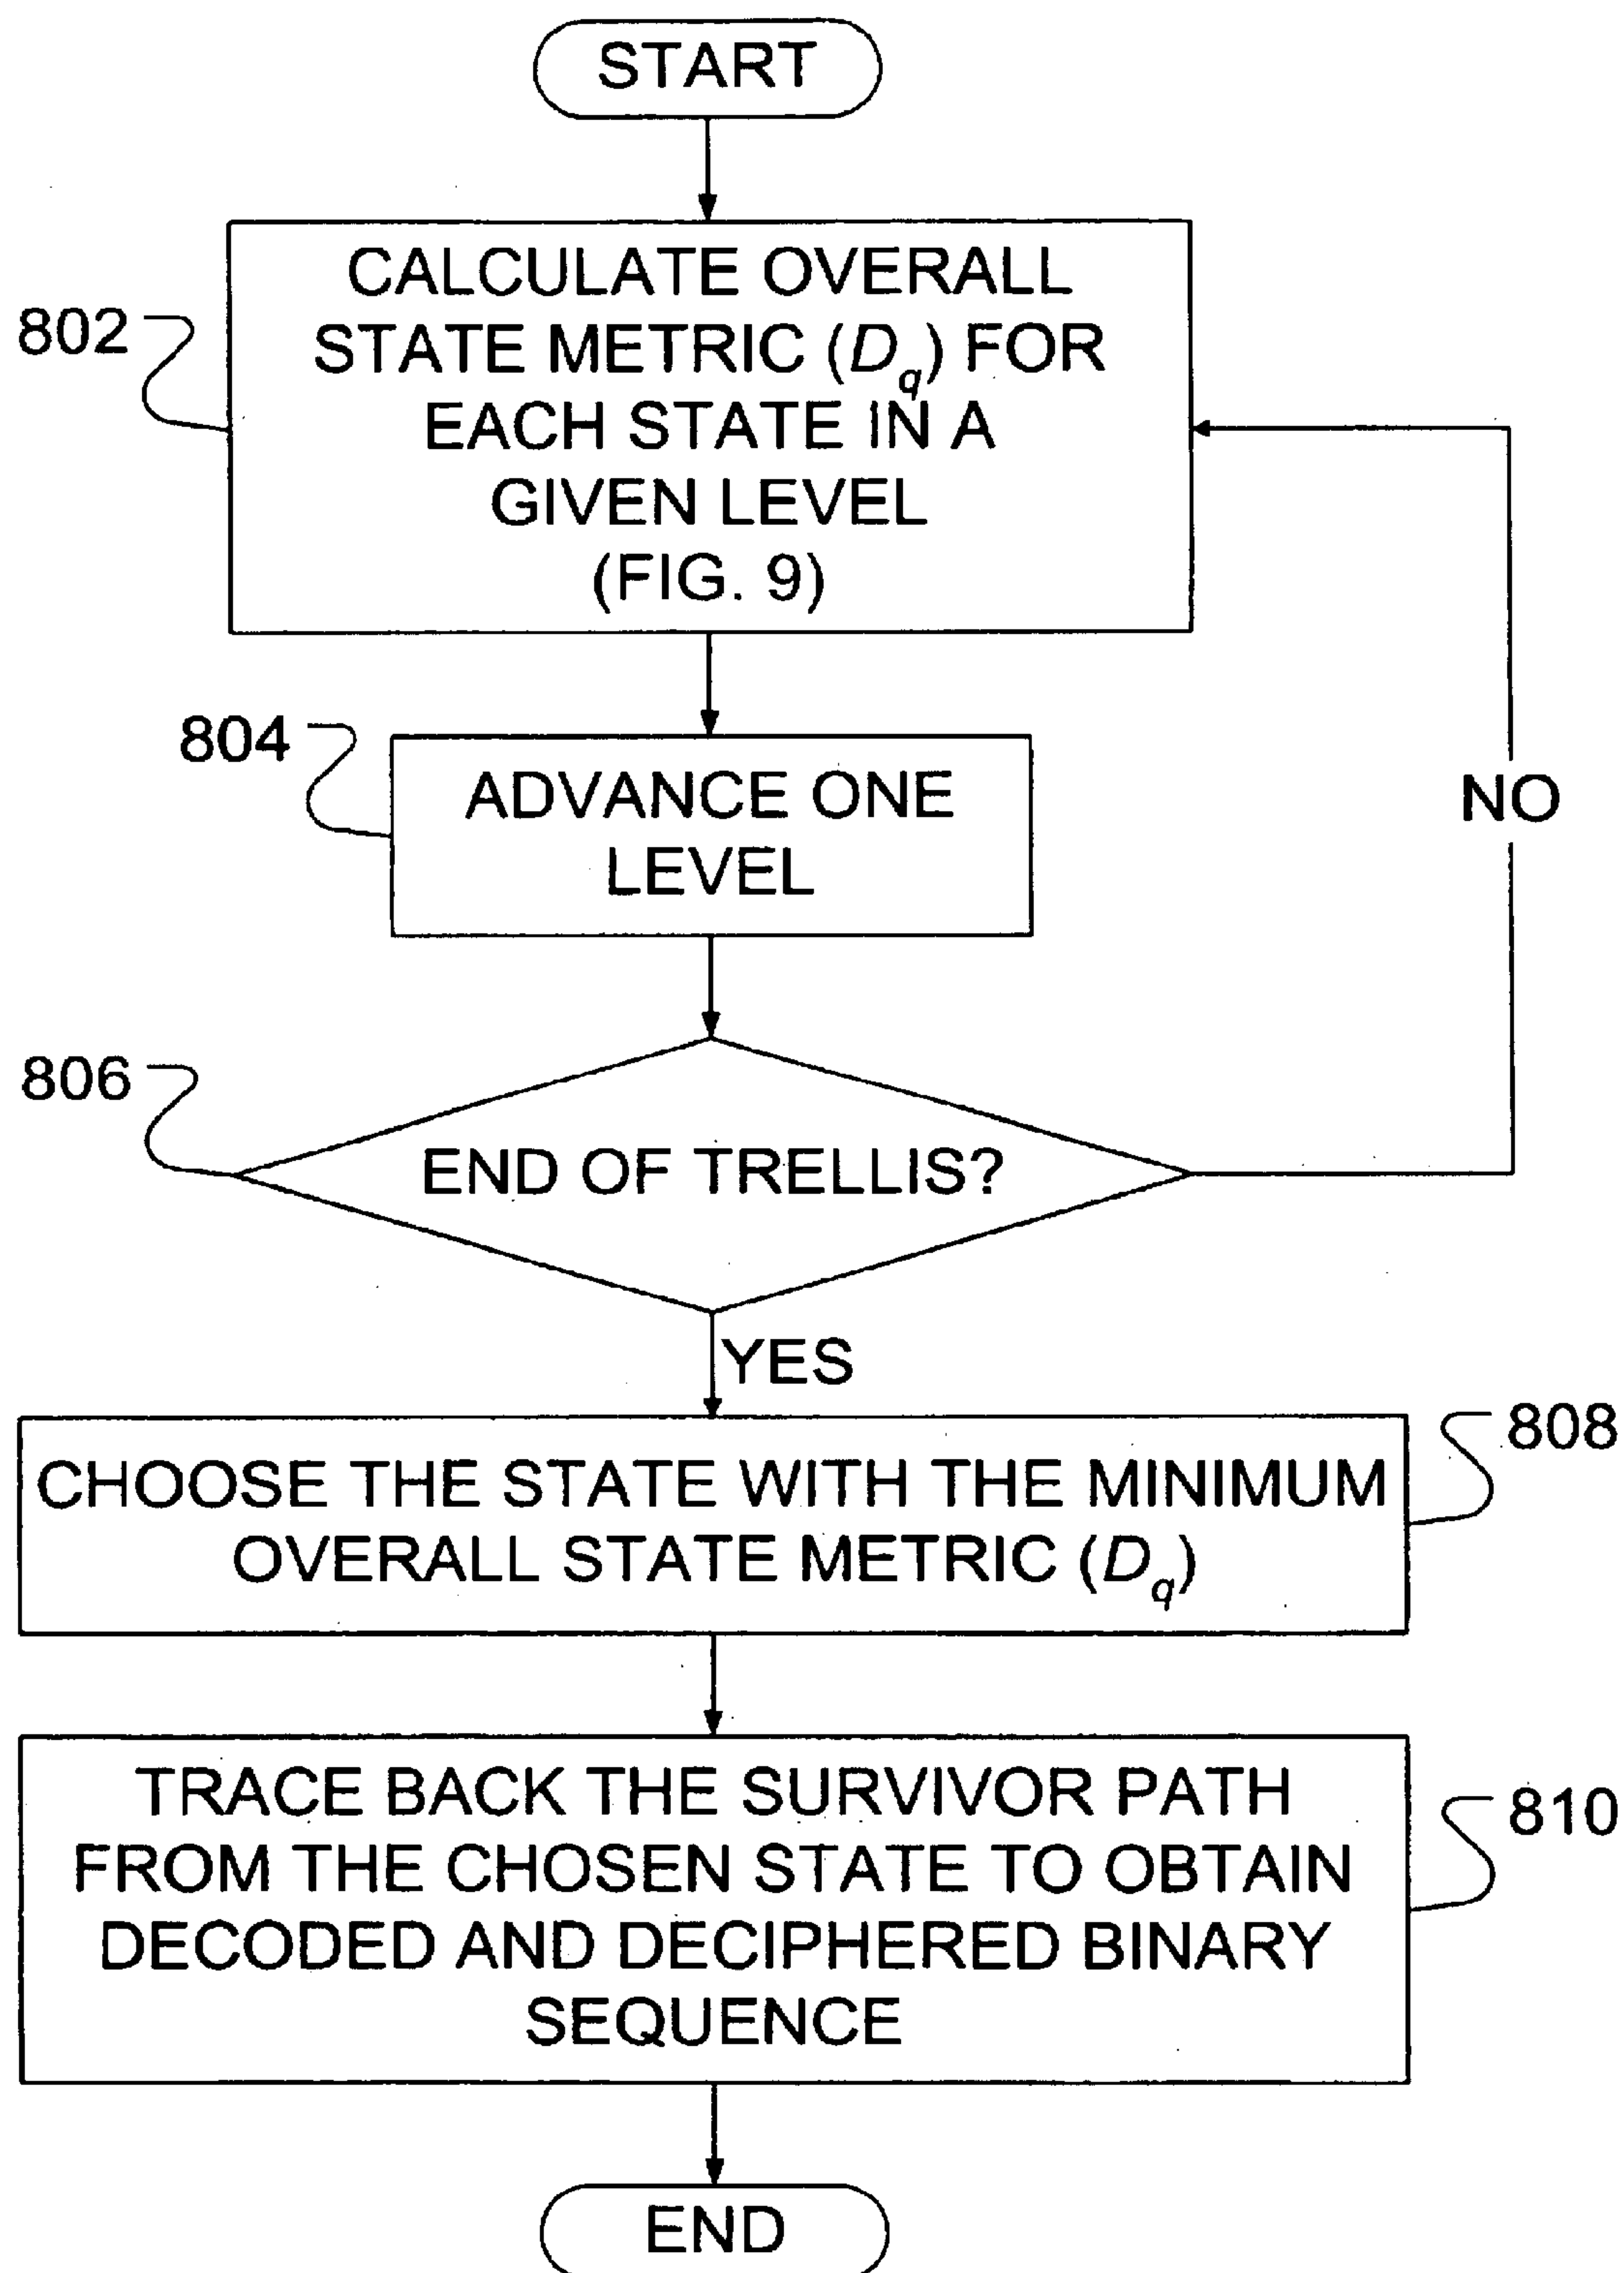 START
802
CALCULATE OVERALL
STATE METRIC (Dq) FOR
EACH STATE IN A
GIVEN LEVEL
(FIG. 9)
804
ADVANCE ONE
LEVEL
NO
806
END OF TRELLIS?
YES
808
CHOOSE THE STATE WITH THE MINIMUM
OVERALL STATE METRIC (Dq)
810
TRACE BACK THE SURVIVOR PATH
FROM THE CHOSEN STATE TO OBTAIN
DECODED AND DECIPHERED BINARY
SEQUENCE
END